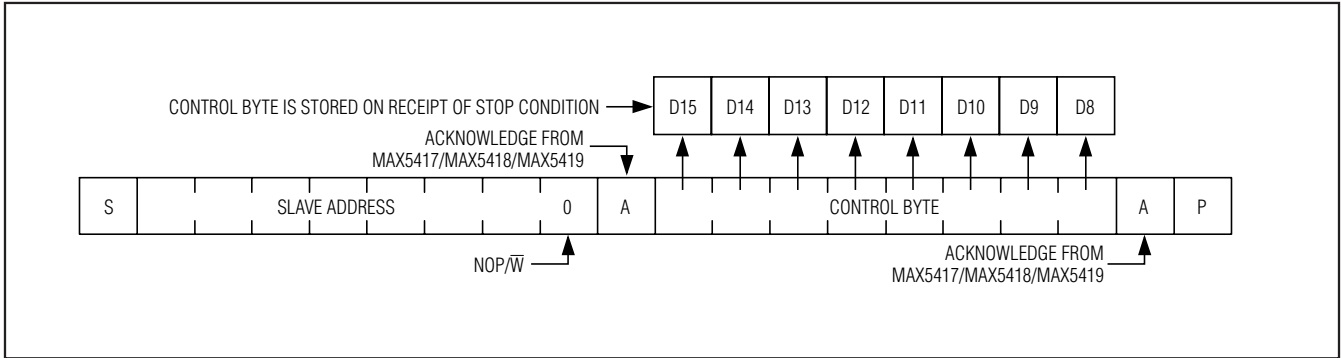 CONTROL BYTE IS STORED ON RECEIPT OF STOP CONDITION
D15 D14 D13 D12 D11 D10 D9 D8
ACKNOWLEDGE FROM
MAX5417/MAX5418/MAX5419
S SLAVE ADDRESS 0 A CONTROL BYTE A P
NOP/W̅
ACKNOWLEDGE FROM
MAX5417/MAX5418/MAX5419